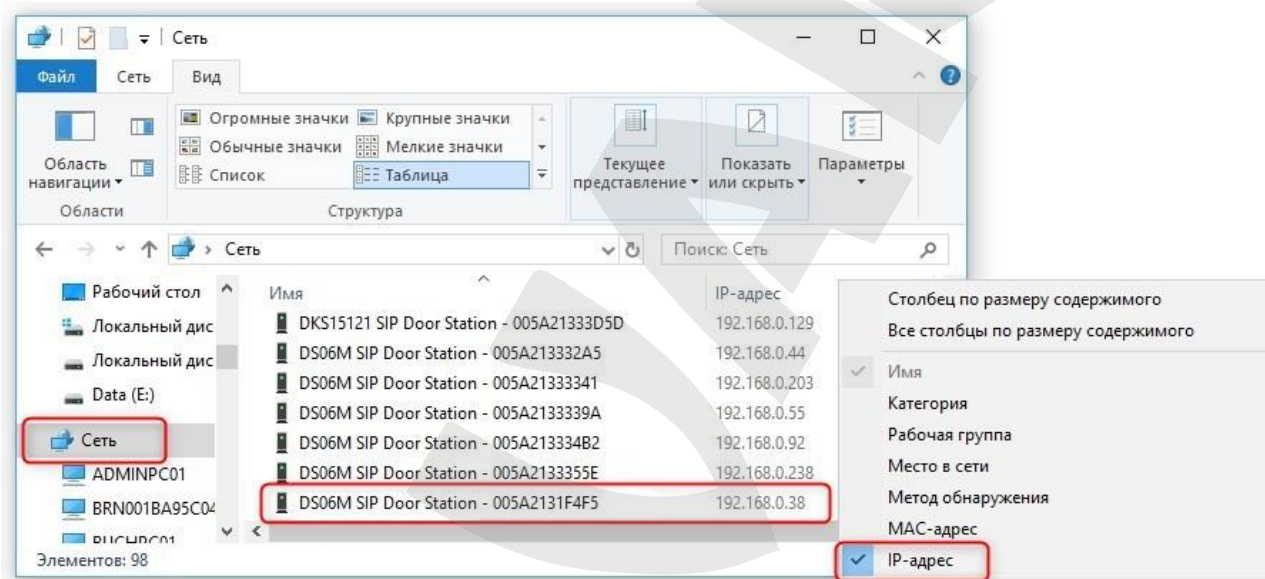 Сеть
Файл Сеть Вид
Огромные значки Крупные значки
Обычные значки Мелкие значки
Список Таблица
Область навигации
Текущее представление
Показать или скрыть
Параметры
Области Структура
Сеть Поиск: Сеть
Рабочий стол
Локальный дис
Локальный дис
Data (E:)
Сеть
ADMINPC01
BRN001BA95C04
BUCHPC01
Имя IP-адрес
DKS15121 SIP Door Station - 005A21333D5D 192.168.0.129
DS06M SIP Door Station - 005A213332A5 192.168.0.44
DS06M SIP Door Station - 005A21333341 192.168.0.203
DS06M SIP Door Station - 005A2133339A 192.168.0.55
DS06M SIP Door Station - 005A213334B2 192.168.0.92
DS06M SIP Door Station - 005A2133355E 192.168.0.238
DS06M SIP Door Station - 005A2131F4F5 192.168.0.38
Элементов: 98
Столбец по размеру содержимого
Все столбцы по размеру содержимого
Имя
Категория
Рабочая группа
Место в сети
Метод обнаружения
MAC-адрес
IP-адрес